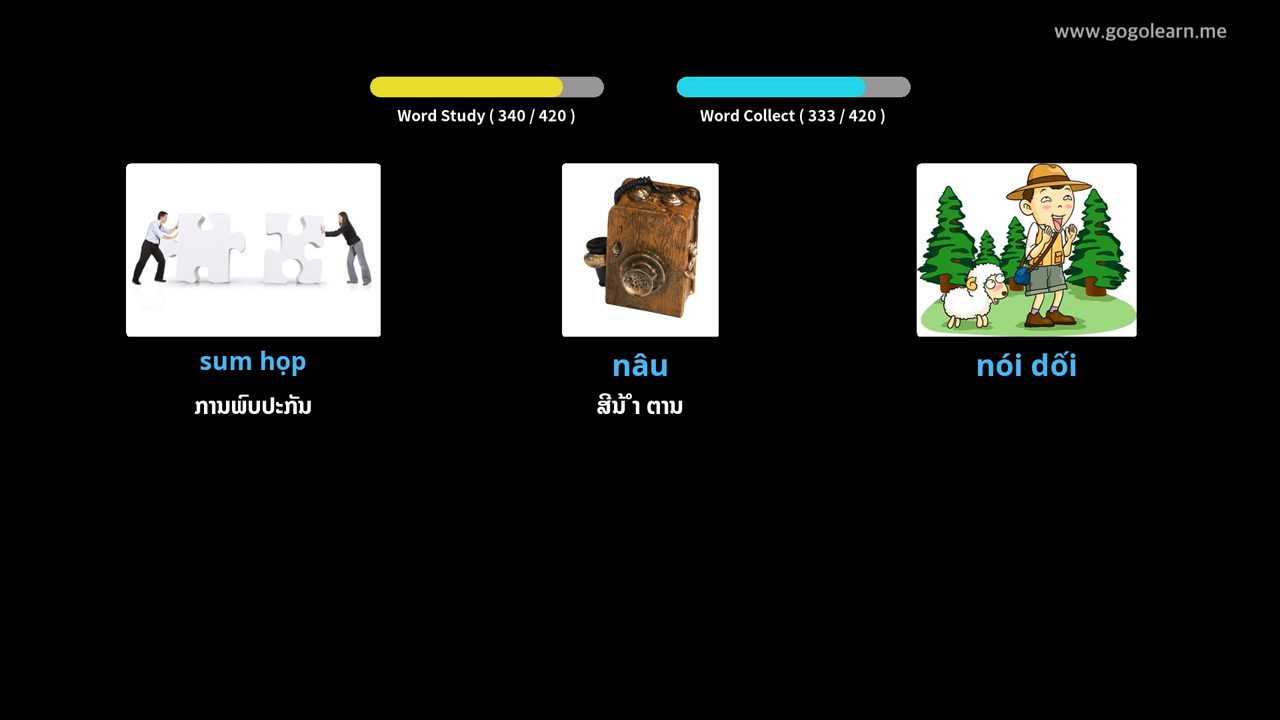 www.gogolearn.me
Word Study ( 340 / 420 )
Word Collect ( 333 / 420 )
sum họp
ການພົບປະກັນ
nâu
ສີນ້ ຳ ຕານ
nói dối